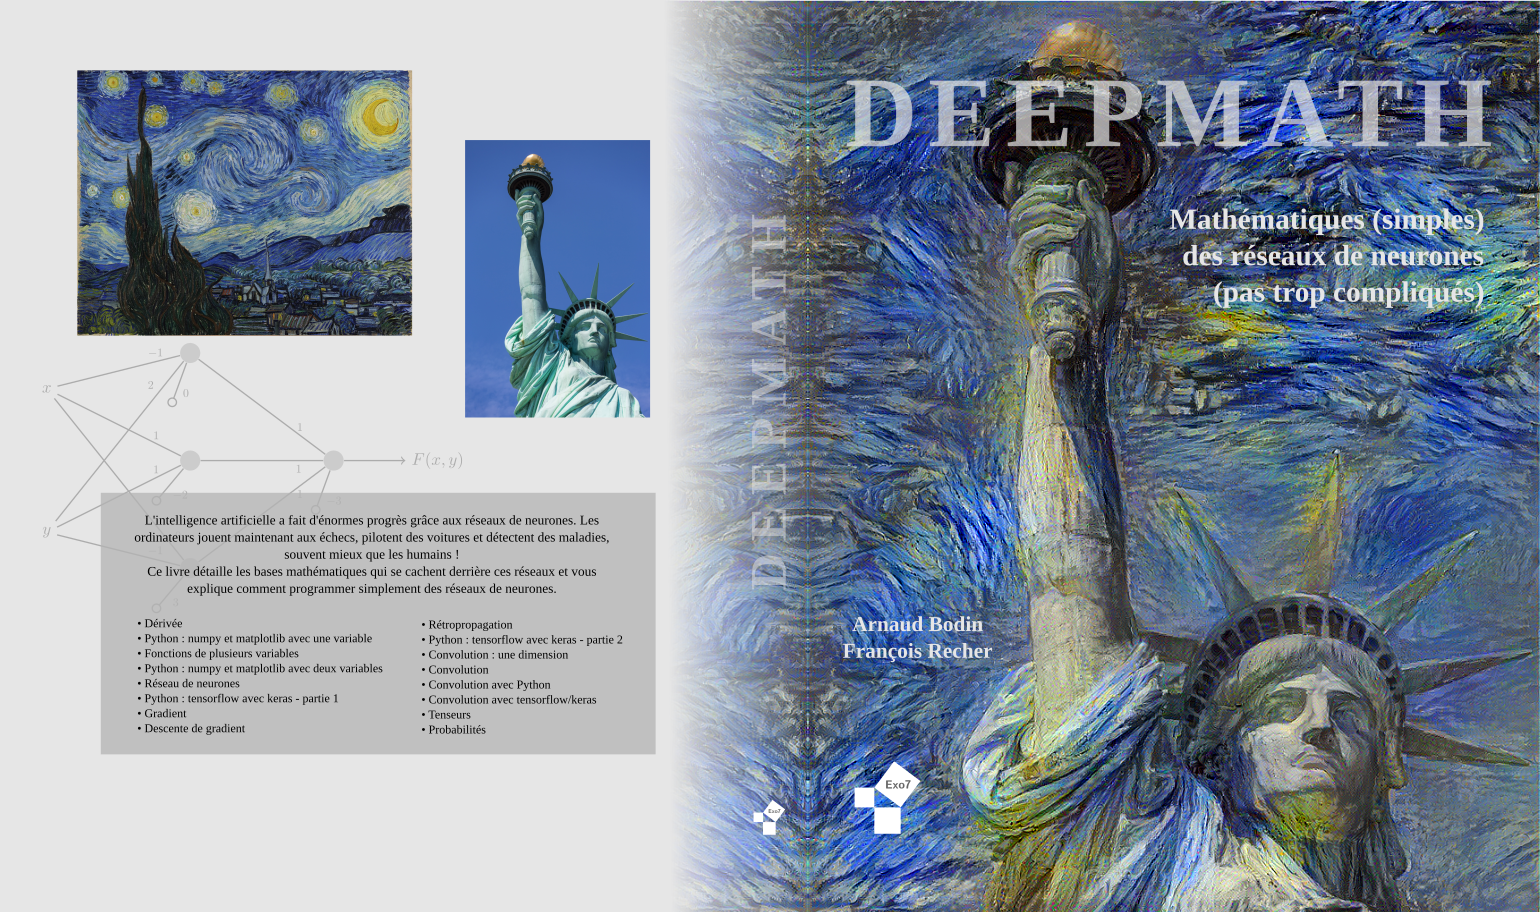 x
y
−1
2
0
1
1
1
1
1
−2
F(x, y)
L'intelligence artificielle a fait d'énormes progrès grâce aux réseaux de neurones. Les
ordinateurs jouent maintenant aux échecs, pilotent des voitures et détectent des maladies,
souvent mieux que les humains !
Ce livre détaille les bases mathématiques qui se cachent derrière ces réseaux et vous
explique comment programmer simplement des réseaux de neurones.
• Dérivée
• Python : numpy et matplotlib avec une variable
• Fonctions de plusieurs variables
• Python : numpy et matplotlib avec deux variables
• Réseau de neurones
• Python : tensorflow avec keras - partie 1
• Gradient
• Descente de gradient
• Rétropropagation
• Python : tensorflow avec keras - partie 2
• Convolution : une dimension
• Convolution
• Convolution avec Python
• Convolution avec tensorflow/keras
• Tenseurs
• Probabilités
DEEPMATH
Exo7
DEEPMATH
Mathématiques (simples)
des réseaux de neurones
(pas trop compliqués)
Arnaud Bodin
François Recher
Exo7